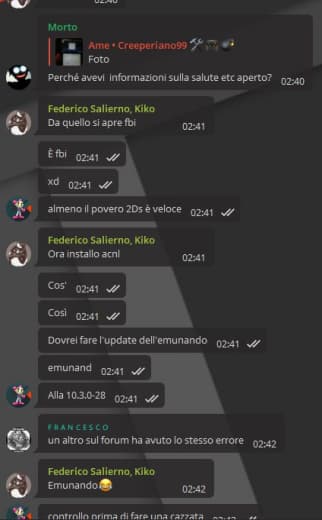 02:40
Morto
Ame • Creeperiano99
Foto
Perché avevi informazioni sulla salute etc aperto? 02:40
Federico Salierno, Kiko
Da quello si apre fbi 02:41
È fbi 02:41
xd 02:41
almeno il povero 2Ds è veloce 02:41
Federico Salierno, Kiko
Ora installo acnl 02:41
Cos' 02:41
Così 02:41
Dovrei fare l'update dell'emunando 02:41
emunand 02:41
Alla 10.3.0-28 02:41
FRANCESCO
un altro sul forum ha avuto lo stesso errore 02:42
Federico Salierno, Kiko
Emunando😂 02:42
controllo prima di fare una cazzata 02:42